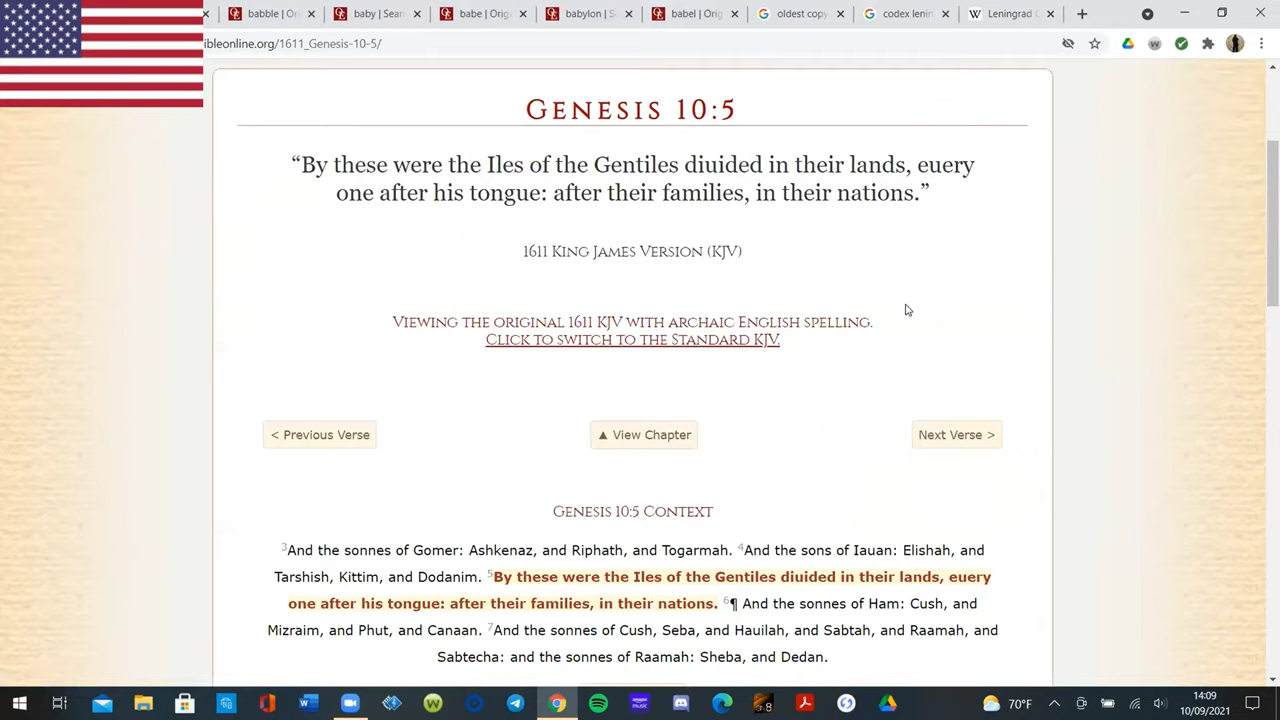 babble | O
baby | Sear
babe | Origi
babylon | S
babel | Orig
oldest copy
codex lenin
Leningrad C
ibleonline.org/1611_Genesis-10-5/
Genesis 10:5
“By these were the Iles of the Gentiles diuided in their lands, euery
one after his tongue: after their families, in their nations.”
1611 King James Version (KJV)
Viewing the original 1611 KJV with archaic English spelling.
Click to switch to the Standard KJV.
< Previous Verse
▲ View Chapter
Next Verse >
Genesis 10:5 Context
3And the sonnes of Gomer: Ashkenaz, and Riphath, and Togarmah. 4And the sons of Iauan: Elishah, and
Tarshish, Kittim, and Dodanim. 5By these were the Iles of the Gentiles diuided in their lands, euery
one after his tongue: after their families, in their nations. 6¶ And the sonnes of Ham: Cush, and
Mizraim, and Phut, and Canaan. 7And the sonnes of Cush, Seba, and Hauilah, and Sabtah, and Raamah, and
Sabtecha: and the sonnes of Raamah: Sheba, and Dedan.
70°F
14:09
10/09/2021